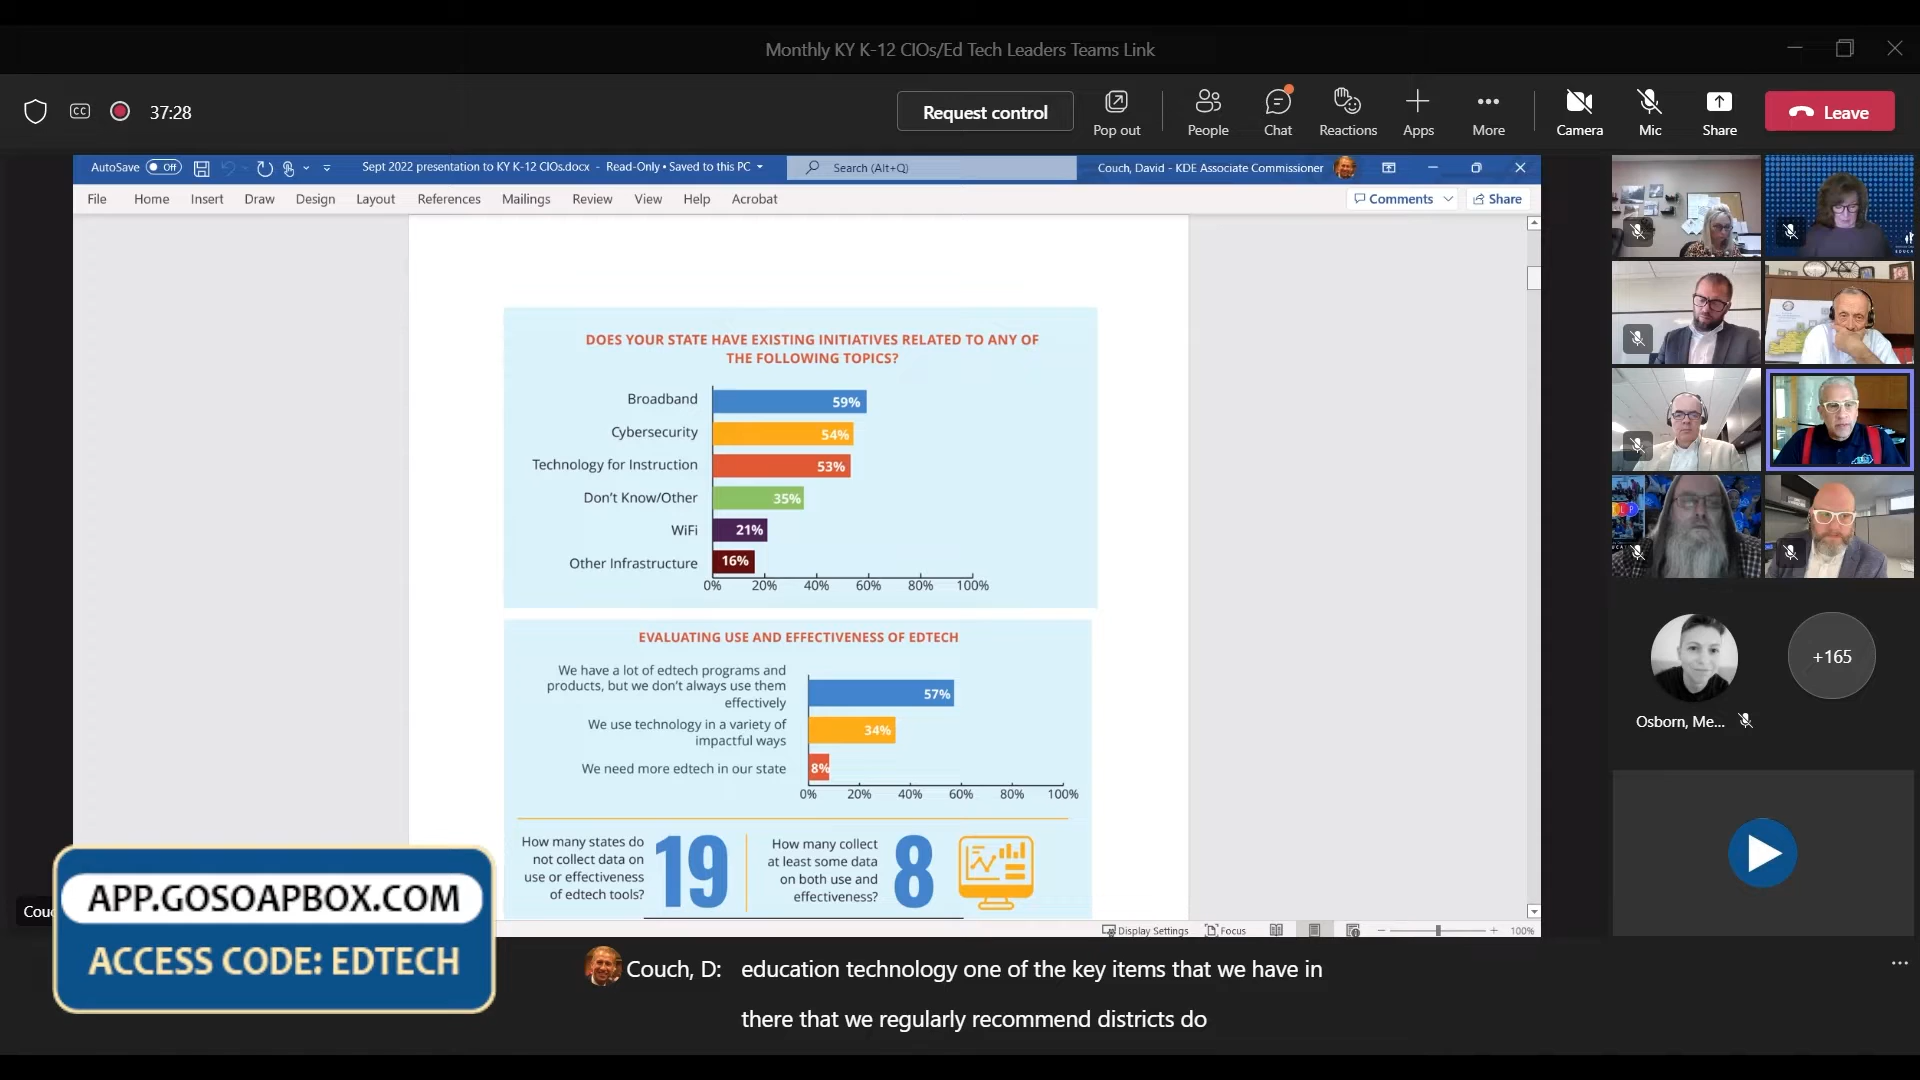 Monthly KY K-12 CIOs/Ed Tech Leaders Teams Link
CC
37:28
Request control
Pop out
People
Chat
Reactions
Apps
More
Camera
Mic
Share
Leave
AutoSave Off
Sept 2022 presentation to KY K-12 CIOs.docx - Read-Only • Saved to this PC
Search (Alt+Q)
Couch, David - KDE Associate Commissioner
File Home Insert Draw Design Layout References Mailings Review View Help Acrobat
Comments
Share
DOES YOUR STATE HAVE EXISTING INITIATIVES RELATED TO ANY OF
THE FOLLOWING TOPICS?
Broadband 59%
Cybersecurity 54%
Technology for Instruction 53%
Don't Know/Other 35%
WiFi 21%
Other Infrastructure 16%
0% 20% 40% 60% 80% 100%
EVALUATING USE AND EFFECTIVENESS OF EDTECH
We have a lot of edtech programs and
products, but we don't always use them
effectively
57%
We use technology in a variety of
impactful ways
34%
We need more edtech in our state 8%
0% 20% 40% 60% 80% 100%
How many states do
not collect data on
use or effectiveness
of edtech tools?
19
How many collect
at least some data
on both use and
effectiveness?
8
Display Settings
Focus
100%
Osborn, Me...
+165
Couc
APP.GOSOAPBOX.COM
ACCESS CODE: EDTECH
Couch, D: education technology one of the key items that we have in
there that we regularly recommend districts do